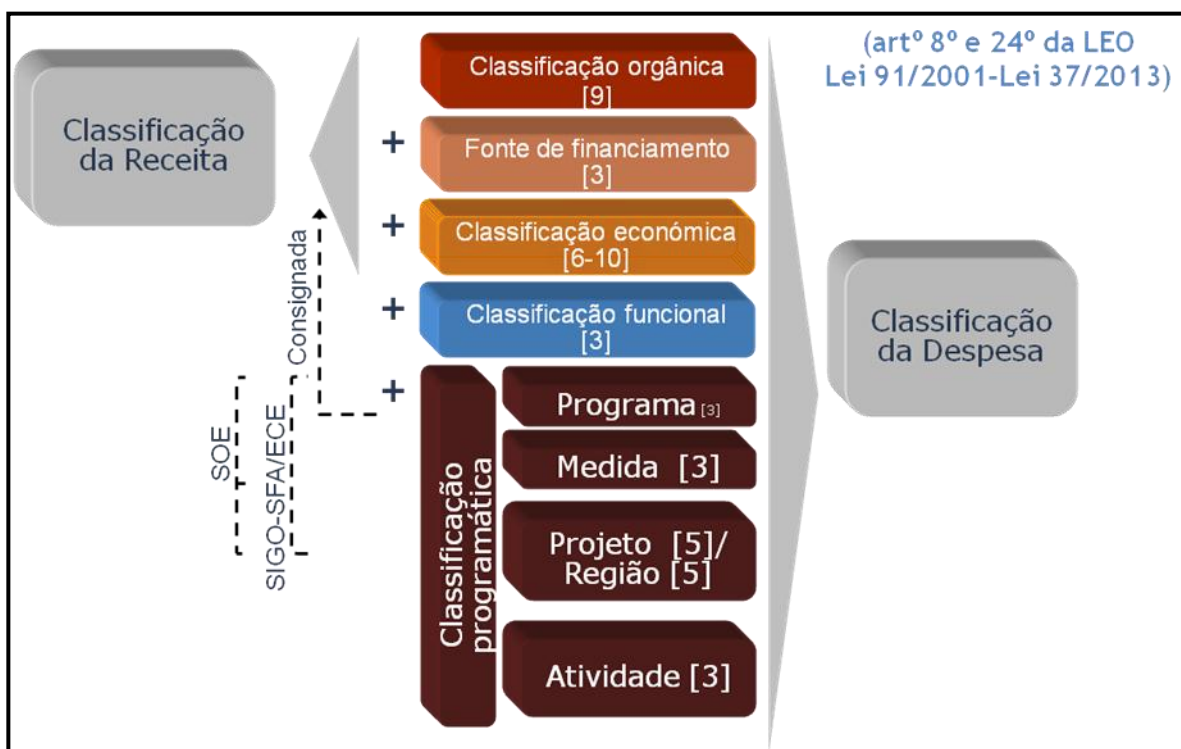 (artº 8º e 24º da LEO
Lei 91/2001-Lei 37/2013)
Classificação
da Receita
Classificação orgânica
[9]
+
Fonte de financiamento
[3]
+
Classificação económica
[6-10]
+
Classificação funcional
[3]
+
Classificação
programática
Programa [3]
Medida [3]
Projeto [5]/
Região [5]
Atividade [3]
Consignada
SOE
SIGO-SFA/ECE
Classificação
da Despesa